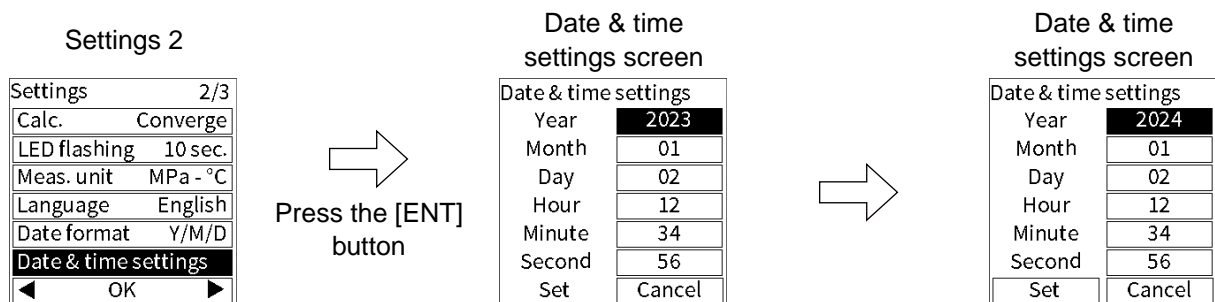 Settings 2
Settings 2/3
Calc. Converge
LED flashing 10 sec.
Meas. unit MPa - °C
Language English
Date format Y/M/D
Date & time settings
◀ OK ▶
Press the [ENT]
button
Date & time
settings screen
Date & time settings
Year 2023
Month 01
Day 02
Hour 12
Minute 34
Second 56
Set Cancel
Date & time
settings screen
Date & time settings
Year 2024
Month 01
Day 02
Hour 12
Minute 34
Second 56
Set Cancel